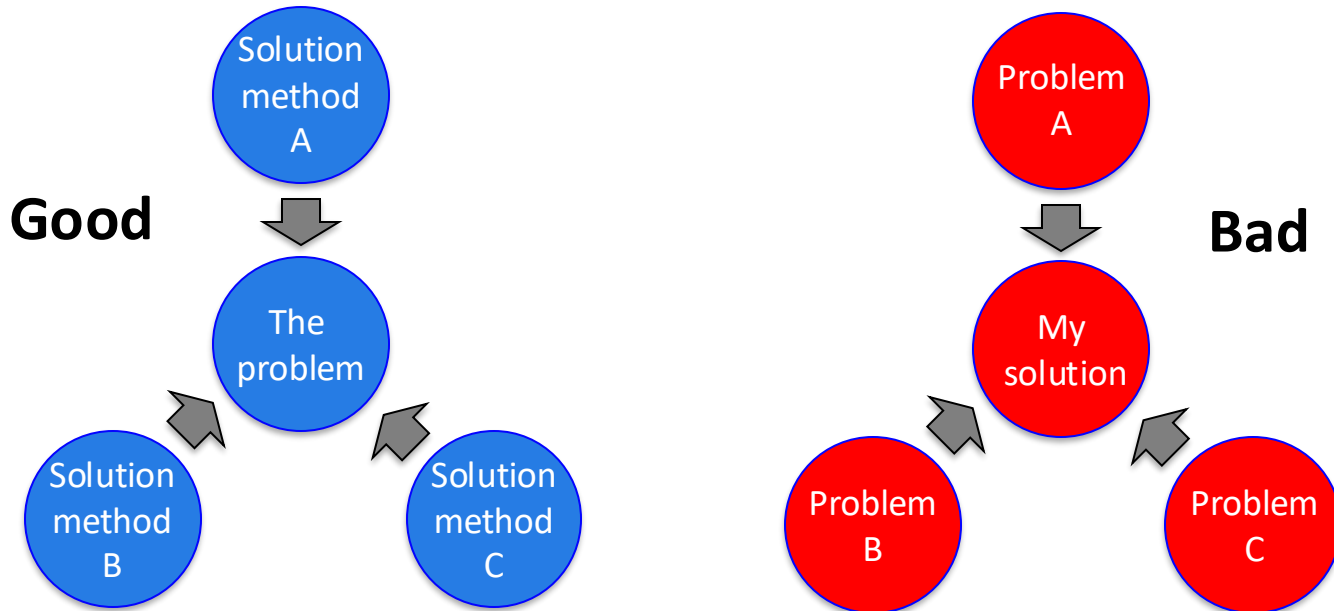 Solution
method
A
Good
The
problem
Solution
method
B
Solution
method
C
Problem
A
Bad
My
solution
Problem
B
Problem
C